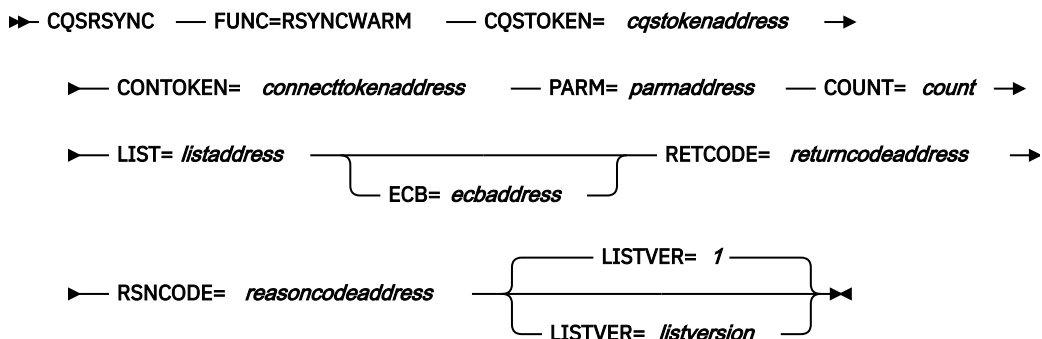 CQSRSYNC FUNC=RSYNCWARM CQSTOKEN= cqstokenaddress
CONTOKEN= connecttokenaddress PARM= parmaddress COUNT= count
LIST= listaddress RETCODE= returncodeaddress
ECB= ecbaddress
LISTVER= 1
RSNCODE= reasoncodeaddress
LISTVER= listversion